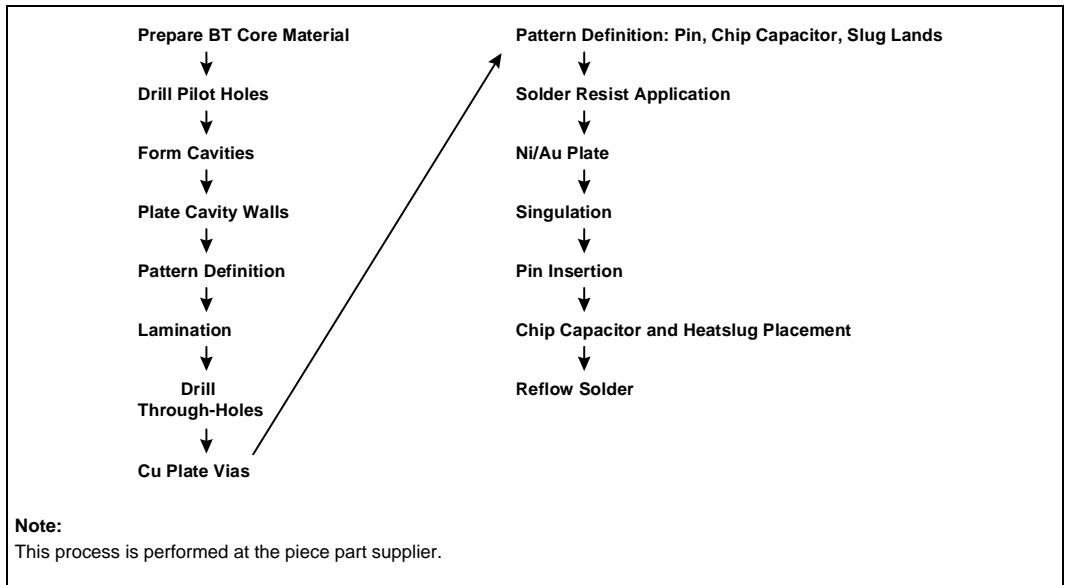 Prepare BT Core Material
Drill Pilot Holes
Form Cavities
Plate Cavity Walls
Pattern Definition
Lamination
Drill
Through-Holes
Cu Plate Vias
Pattern Definition: Pin, Chip Capacitor, Slug Lands
Solder Resist Application
Ni/Au Plate
Singulation
Pin Insertion
Chip Capacitor and Heatslug Placement
Reflow Solder
Note:
This process is performed at the piece part supplier.